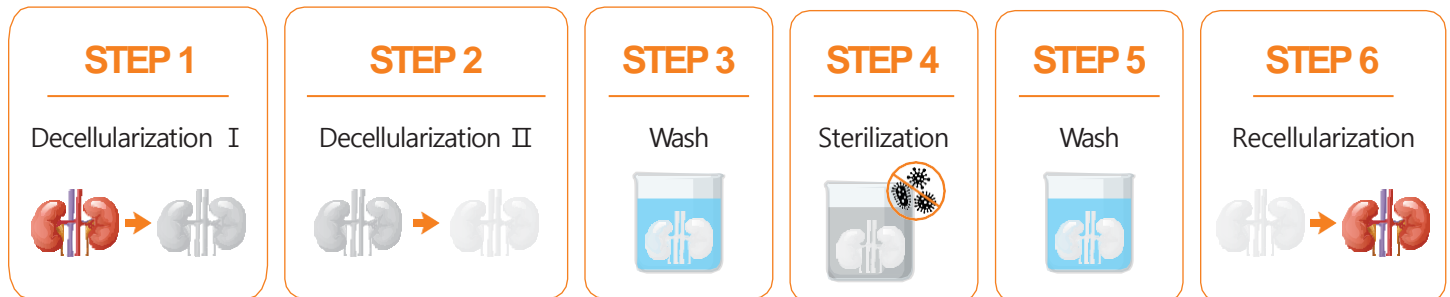 STEP 1
Decellularization Ⅰ
STEP 2
Decellularization Ⅱ
STEP 3
Wash
STEP 4
Sterilization
STEP 5
Wash
STEP 6
Recellularization